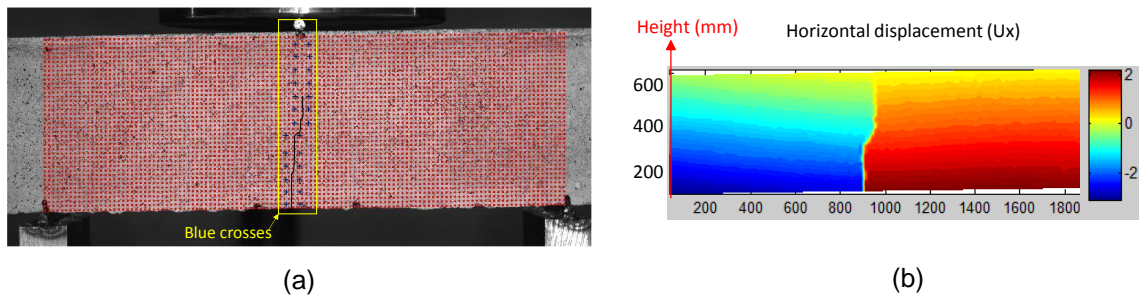 Blue crosses
(a)
Height (mm)
Horizontal displacement (Ux)
600
400
200
200 400 600 800 1000 1200 1400 1600 1800
2
0
-2
(b)